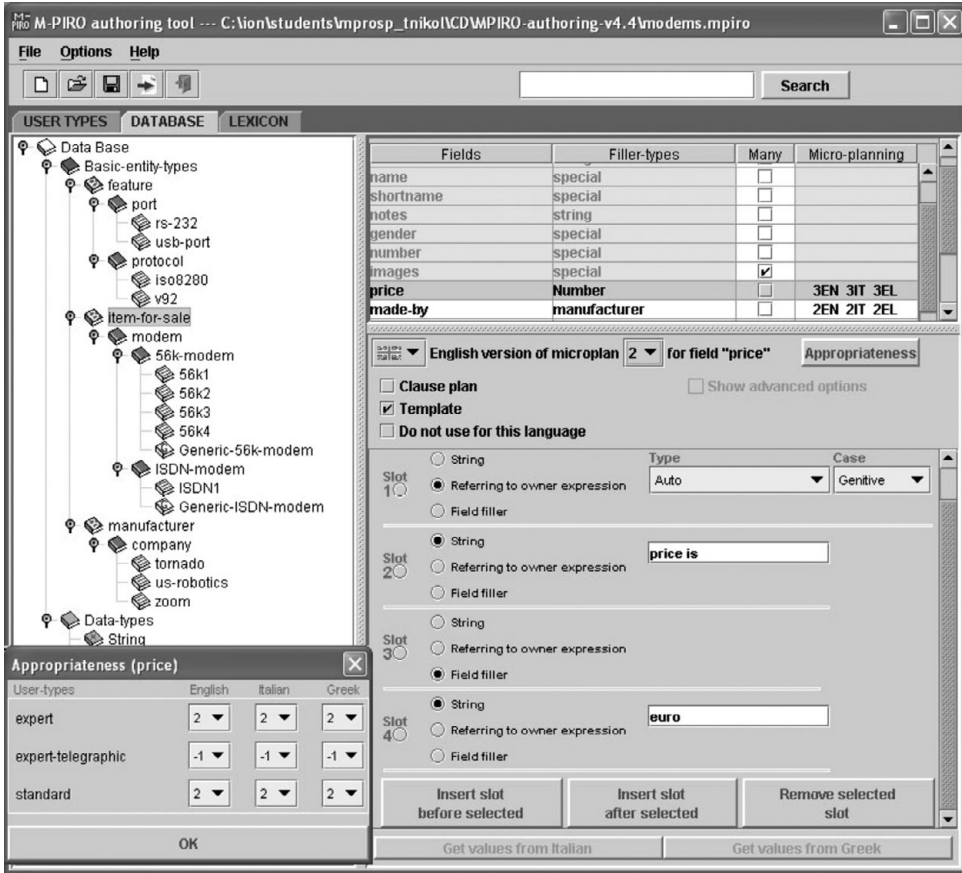 M-PIRO authoring tool --- C:\ion\students\mprosp_tnikol\CD\MPIRO-authoring-v4.4\modems.mpiro
File Options Help
Search
USER TYPES DATABASE LEXICON
Data Base
Basic-entity-types
feature
port
rs-232
usb-port
protocol
iso8280
v92
item-for-sale
modem
56k-modem
56k1
56k2
56k3
56k4
Generic-56k-modem
ISDN-modem
ISDN1
Generic-ISDN-modem
manufacturer
company
tornado
us-robotics
zoom
Data-types
String
Fields Filler-types Many Micro-planning
name special
shortname special
notes string
gender special
number special
images special
price Number 3EN 3IT 3EL
made-by manufacturer 2EN 2IT 2EL
English version of microplan 2 for field "price" Appropriateness
Clause plan Show advanced options
Template
Do not use for this language
Slot 1 String Type Case
Referring to owner expression Auto Genitive
Field filler
Slot 2 String price is
Referring to owner expression
Field filler
Slot 3 String
Referring to owner expression
Field filler
Slot 4 String euro
Referring to owner expression
Field filler
Insert slot before selected Insert slot after selected Remove selected slot
Get values from Italian Get values from Greek
Appropriateness (price)
User-types English Italian Greek
expert 2 2 2
expert-telegraphic -1 -1 -1
standard 2 2 2
OK